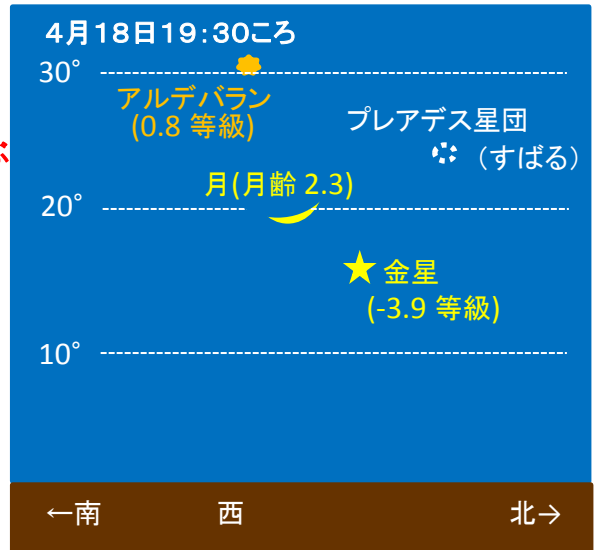 4月18日19:30ころ
30°
アルデバラン
(0.8 等級)
プレアデス星団
(すばる)
月(月齢 2.3)
20°
金星
(-3.9 等級)
10°
←南
西
北→